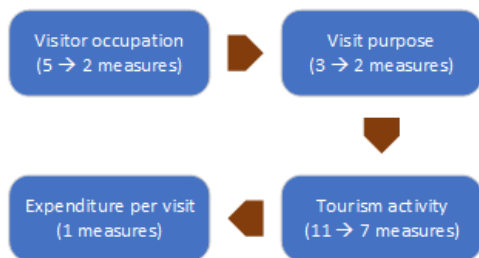 Visitor occupation
(5 → 2 measures)
Visit purpose
(3 → 2 measures)
Tourism activity
(11 → 7 measures)
Expenditure per visit
(1 measures)